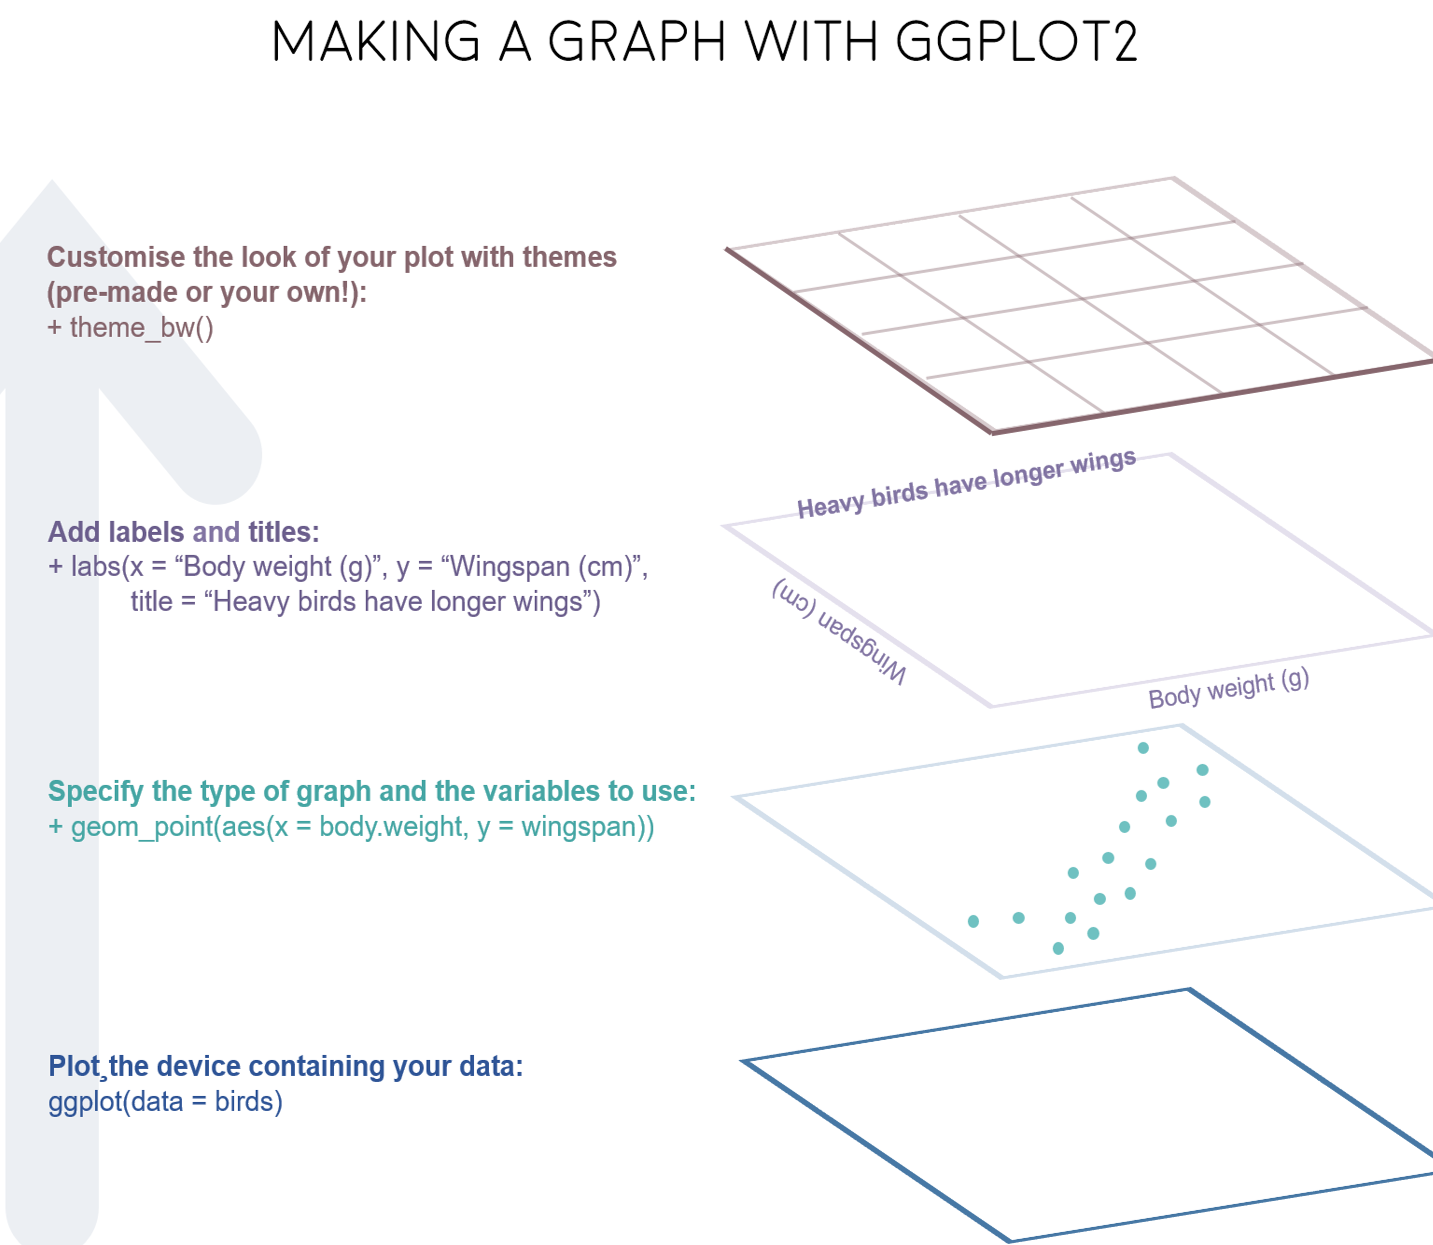 MAKING A GRAPH WITH GGPLOT2
Customise the look of your plot with themes
(pre-made or your own!):
+ theme_bw()
Heavy birds have longer wings
Add labels and titles:
+ labs(x = “Body weight (g)”, y = “Wingspan (cm)”,
title = “Heavy birds have longer wings”)
Wingspan (cm)
Body weight (g)
Specify the type of graph and the variables to use:
+ geom_point(aes(x = body.weight, y = wingspan))
Plot¸the device containing your data:
ggplot(data = birds)